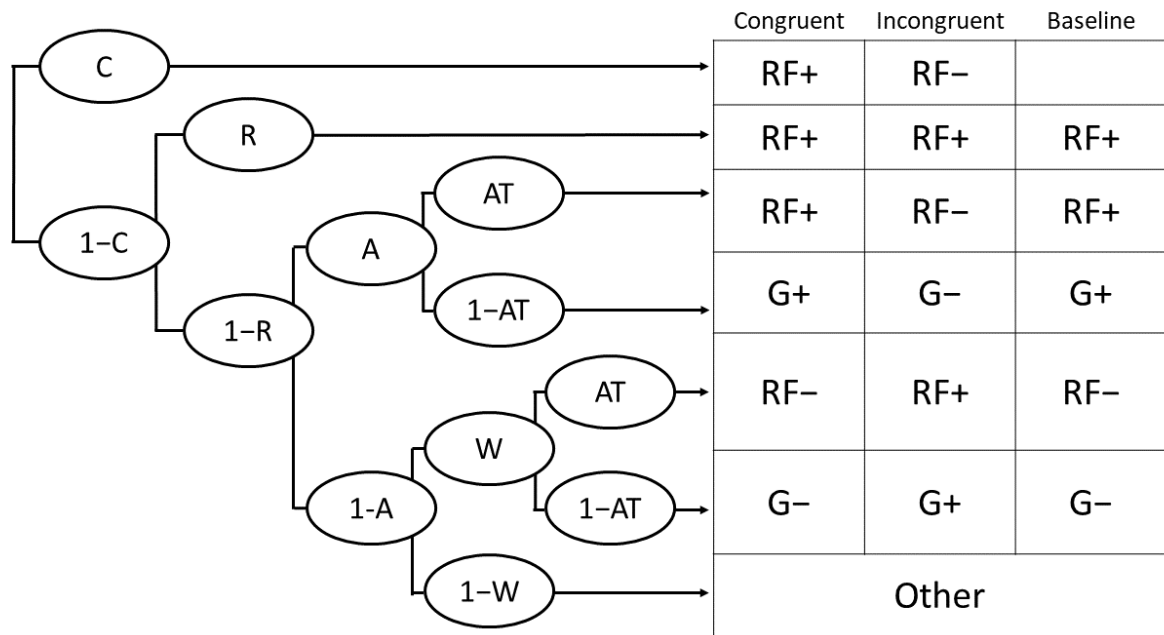 Congruent Incongruent Baseline
C RF+ RF−
R RF+ RF+ RF+
AT RF+ RF− RF+
1−C A
1−AT G+ G− G+
1−R
AT RF− RF+ RF−
W
1-A 1−AT G− G+ G−
1−W Other